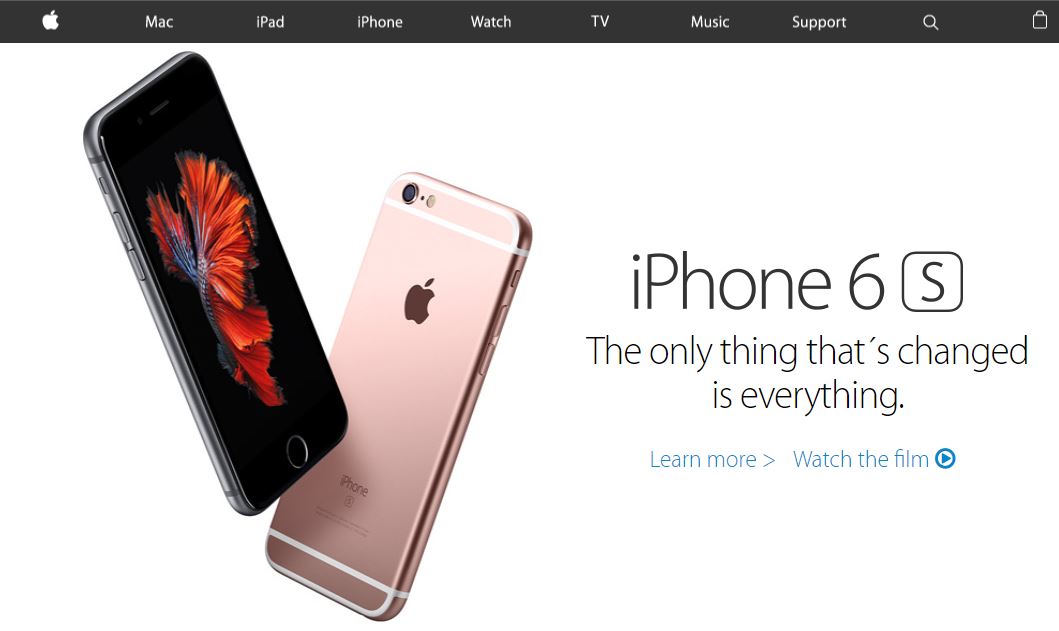 Mac iPad iPhone Watch TV Music Support
iPhone 6 S
The only thing that´s changed
is everything.
Learn more > Watch the film
iPhone
S